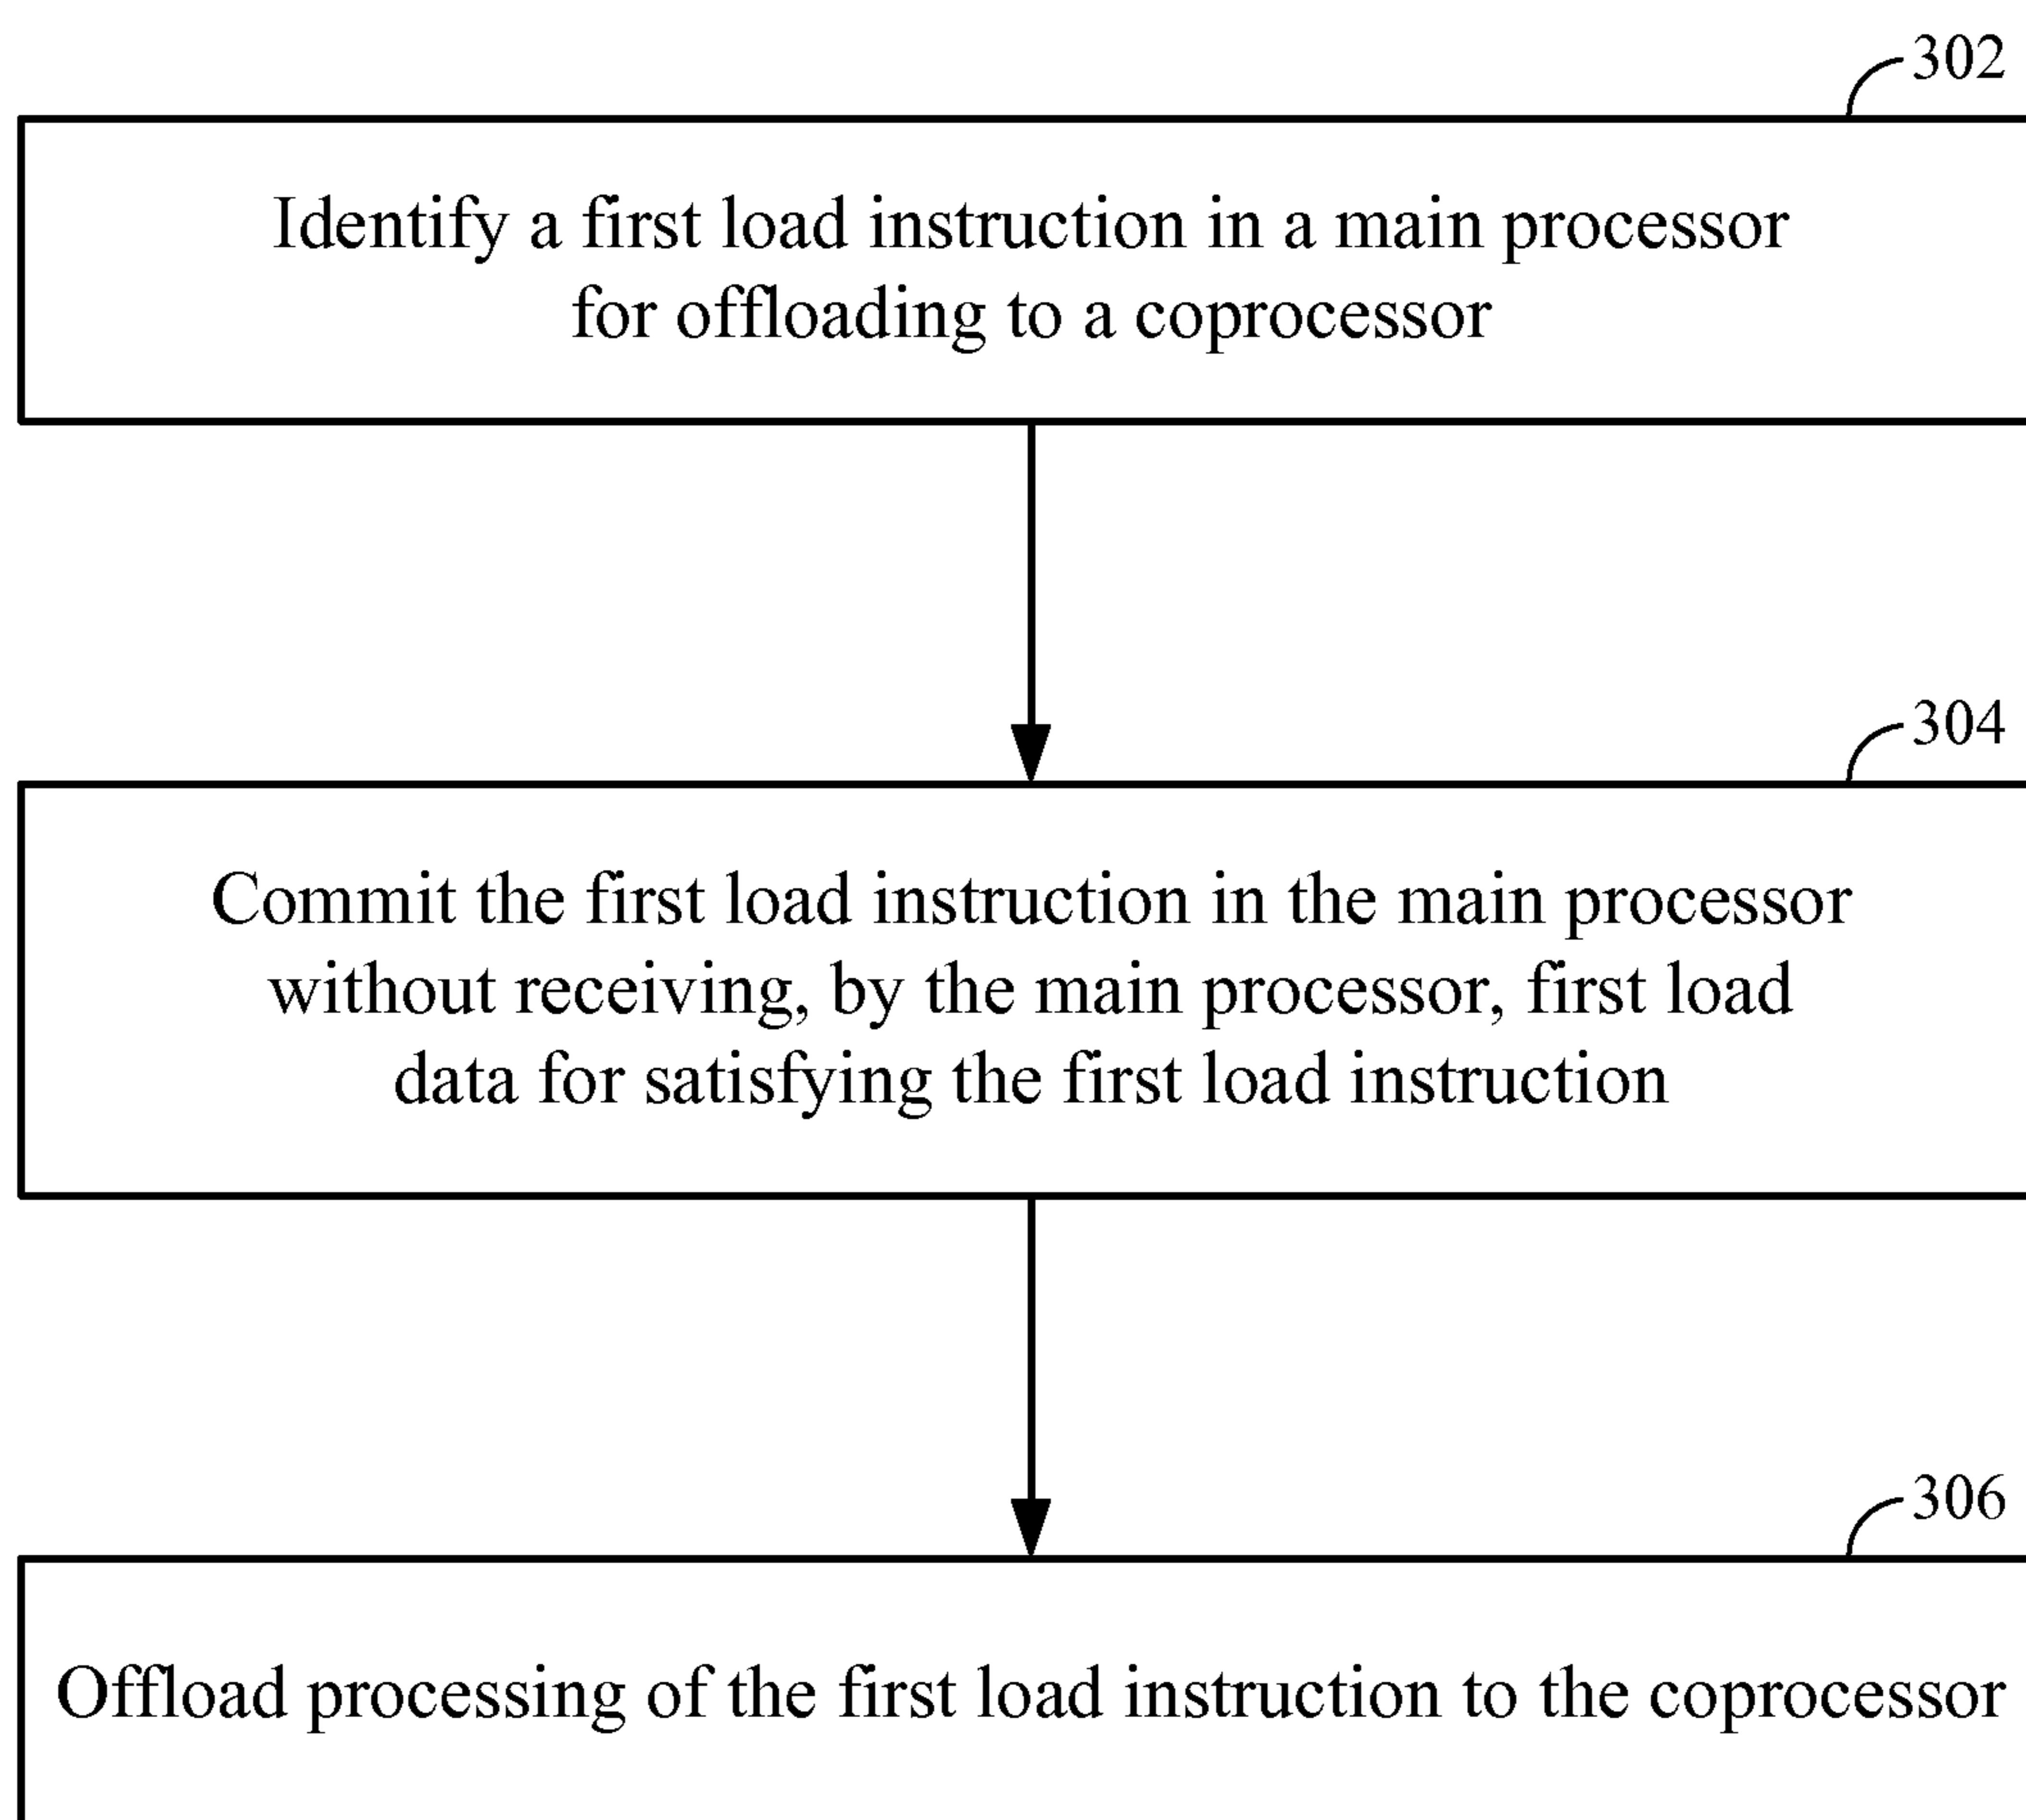 302
Identify a first load instruction in a main processor
for offloading to a coprocessor
304
Commit the first load instruction in the main processor
without receiving, by the main processor, first load
data for satisfying the first load instruction
306
Offload processing of the first load instruction to the coprocessor